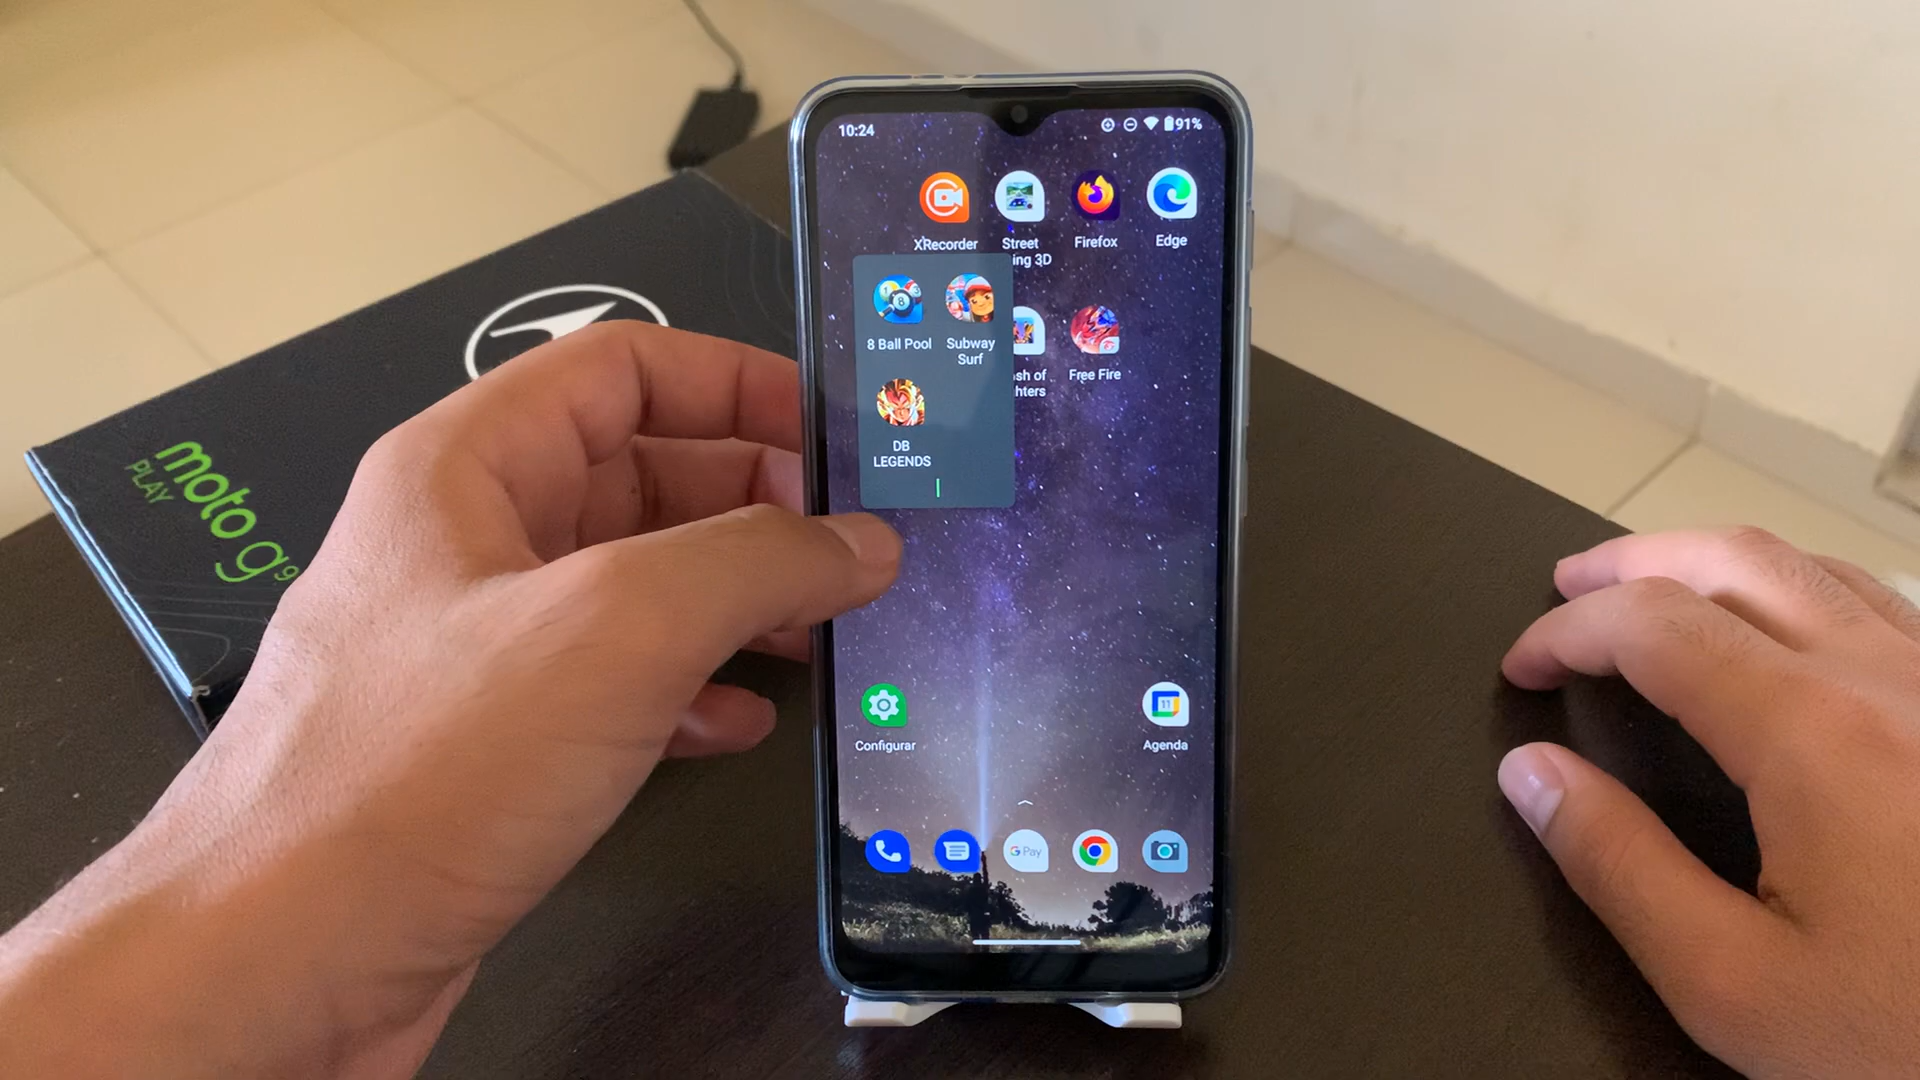 10:24
91%
XRecorder
Street
ing 3D
Firefox
Edge
8 Ball Pool
Subway
Surf
DB
LEGENDS
sh of
hters
Free Fire
Configurar
11
Agenda
G Pay
moto g9
PLAY